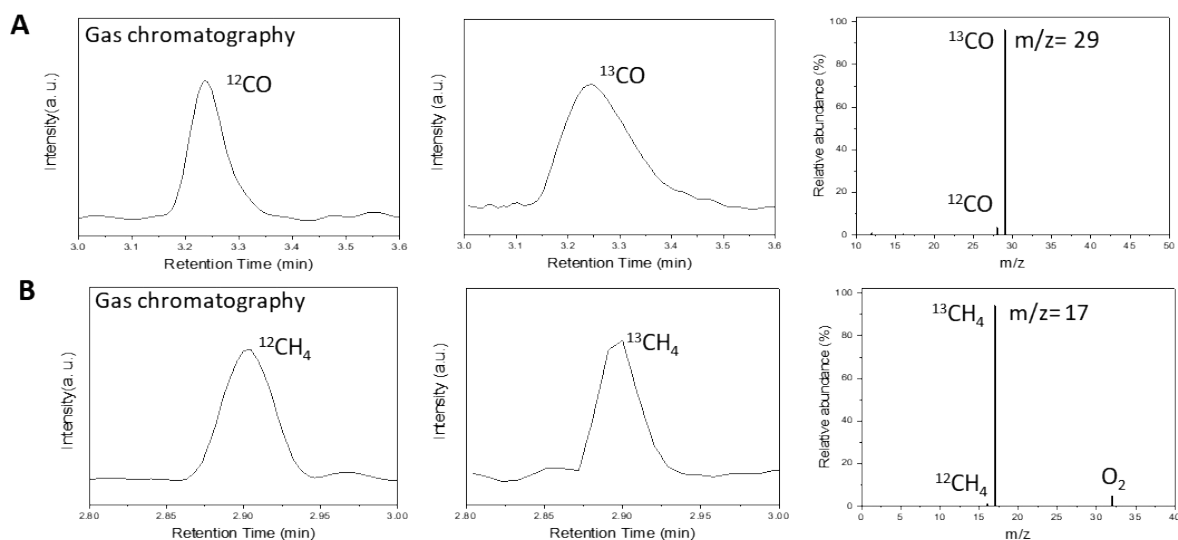 A
Gas chromatography
¹²CO
Intensity(a. u.)
3.0 3.1 3.2 3.3 3.4 3.5 3.6
Retention Time (min)
¹³CO
Intensity (a. u.)
3.0 3.1 3.2 3.3 3.4 3.5 3.6
Retention Time (min)
¹³CO m/z= 29
¹²CO
Relative abundance (%)
100
80
60
40
20
0
10 15 20 25 30 35 40 45 50
m/z
B
Gas chromatography
¹²CH₄
Intensity(a. u.)
2.80 2.85 2.90 2.95 3.00
Retention Time (min)
¹³CH₄
Intensity (a. u.)
2.80 2.85 2.90 2.95 3.00
Retention Time (min)
¹³CH₄ m/z= 17
¹²CH₄
O₂
Relative abundance (%)
100
80
60
40
20
0
0 5 10 15 20 25 30 35 40
m/z